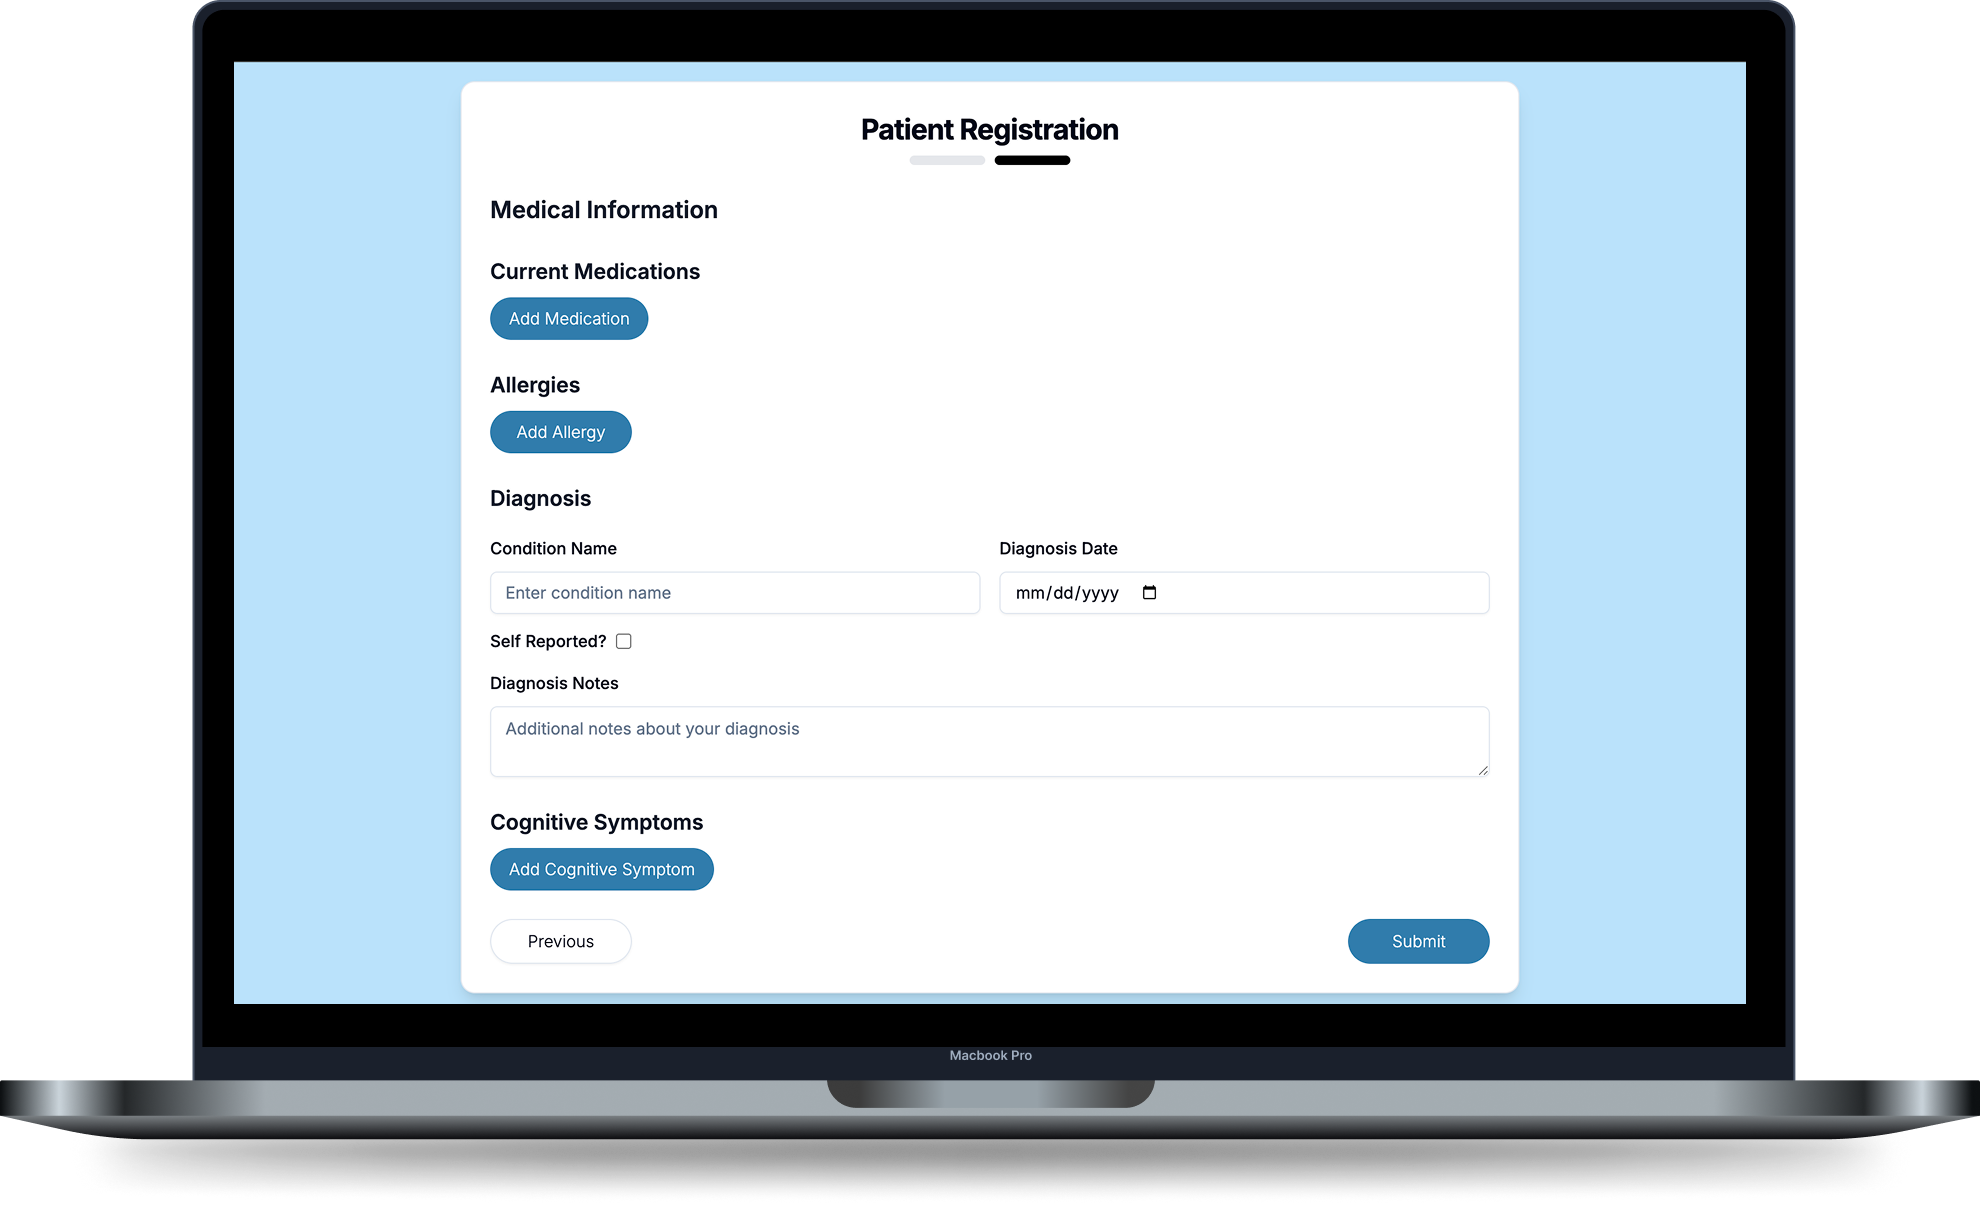 Patient Registration
Medical Information
Current Medications
Add Medication
Allergies
Add Allergy
Diagnosis
Condition Name
Diagnosis Date
Enter condition name
mm/dd/yyyy
Self Reported?
Diagnosis Notes
Additional notes about your diagnosis
Cognitive Symptoms
Add Cognitive Symptom
Previous
Submit
Macbook Pro